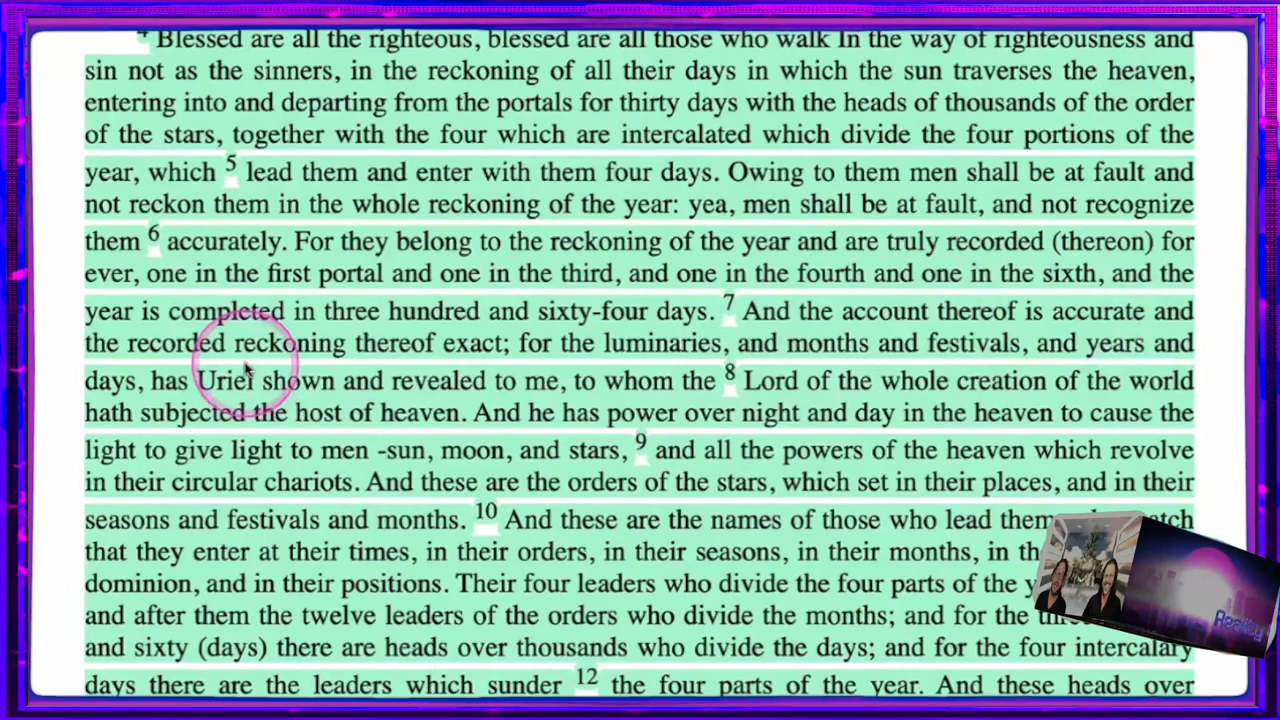 4 Blessed are all the righteous, blessed are all those who walk In the way of righteousness and
sin not as the sinners, in the reckoning of all their days in which the sun traverses the heaven,
entering into and departing from the portals for thirty days with the heads of thousands of the order
of the stars, together with the four which are intercalated which divide the four portions of the
year, which 5 lead them and enter with them four days. Owing to them men shall be at fault and
not reckon them in the whole reckoning of the year: yea, men shall be at fault, and not recognize
them 6 accurately. For they belong to the reckoning of the year and are truly recorded (thereon) for
ever, one in the first portal and one in the third, and one in the fourth and one in the sixth, and the
year is completed in three hundred and sixty-four days. 7 And the account thereof is accurate and
the recorded reckoning thereof exact; for the luminaries, and months and festivals, and years and
days, has Uriel shown and revealed to me, to whom the 8 Lord of the whole creation of the world
hath subjected the host of heaven. And he has power over night and day in the heaven to cause the
light to give light to men -sun, moon, and stars, 9 and all the powers of the heaven which revolve
in their circular chariots. And these are the orders of the stars, which set in their places, and in their
seasons and festivals and months. 10 And these are the names of those who lead them
that they enter at their times, in their orders, in their seasons, in their months, in
dominion, and in their positions. Their four leaders who divide the four parts of the
and after them the twelve leaders of the orders who divide the months; and for the
and sixty (days) there are heads over thousands who divide the days; and for the four intercalary
days there are the leaders which sunder 12 the four parts of the year. And these heads over
Reality